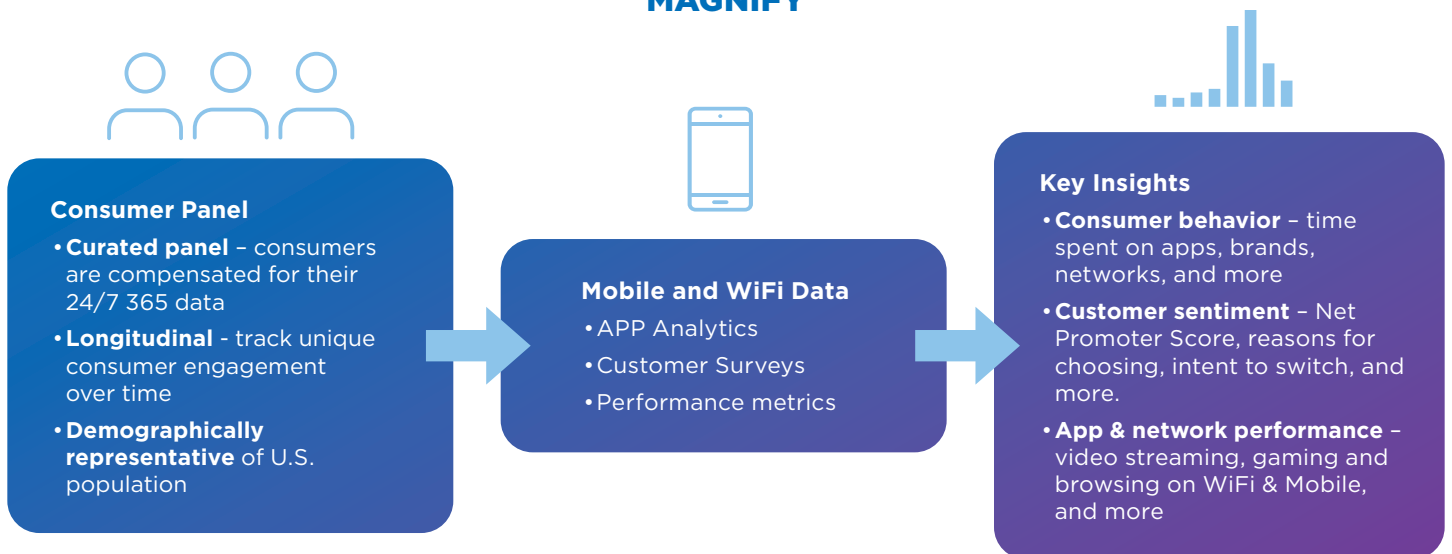 MAGNIFY
Consumer Panel
•Curated panel – consumers
are compensated for their
24/7 365 data
•Longitudinal - track unique
consumer engagement
over time
•Demographically
representative of U.S.
population
Mobile and WiFi Data
•APP Analytics
•Customer Surveys
•Performance metrics
Key Insights
•Consumer behavior – time
spent on apps, brands,
networks, and more
•Customer sentiment – Net
Promoter Score, reasons for
choosing, intent to switch, and
more.
•App & network performance –
video streaming, gaming and
browsing on WiFi & Mobile,
and more